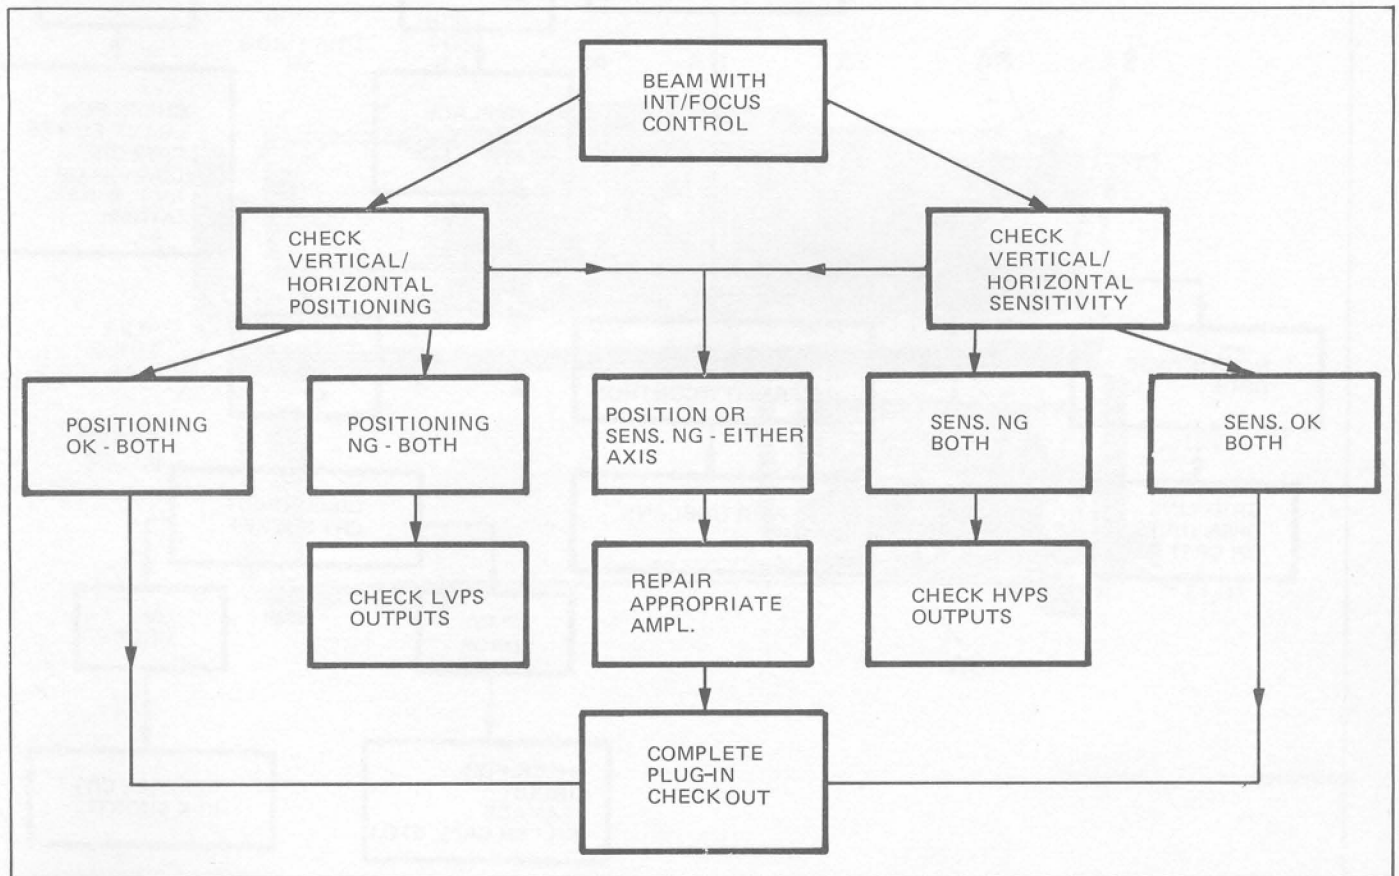 BEAM WITH
INT/FOCUS
CONTROL
CHECK
VERTICAL/
HORIZONTAL
POSITIONING
CHECK
VERTICAL/
HORIZONTAL
SENSITIVITY
POSITIONING
OK - BOTH
POSITIONING
NG - BOTH
POSITION OR
SENS. NG - EITHER
AXIS
SENS. NG
BOTH
SENS. OK
BOTH
CHECK LVPS
OUTPUTS
REPAIR
APPROPRIATE
AMPL.
CHECK HVPS
OUTPUTS
COMPLETE
PLUG-IN
CHECK OUT